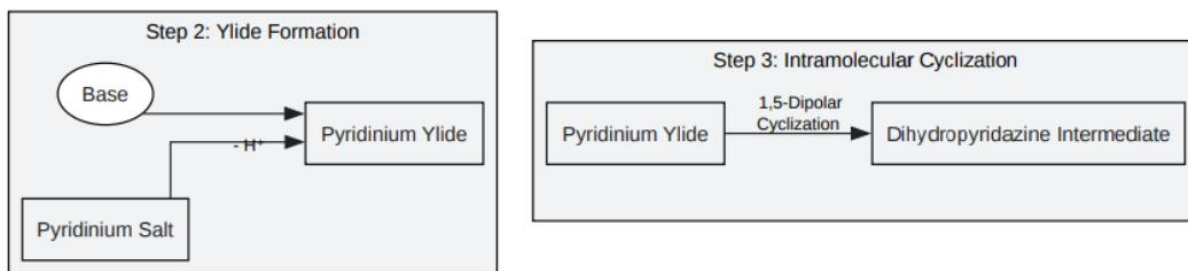 Step 2: Ylide Formation
Base
Pyridinium Ylide
- H⁺
Pyridinium Salt
Step 3: Intramolecular Cyclization
Pyridinium Ylide
1,5-Dipolar
Cyclization
Dihydropyridazine Intermediate